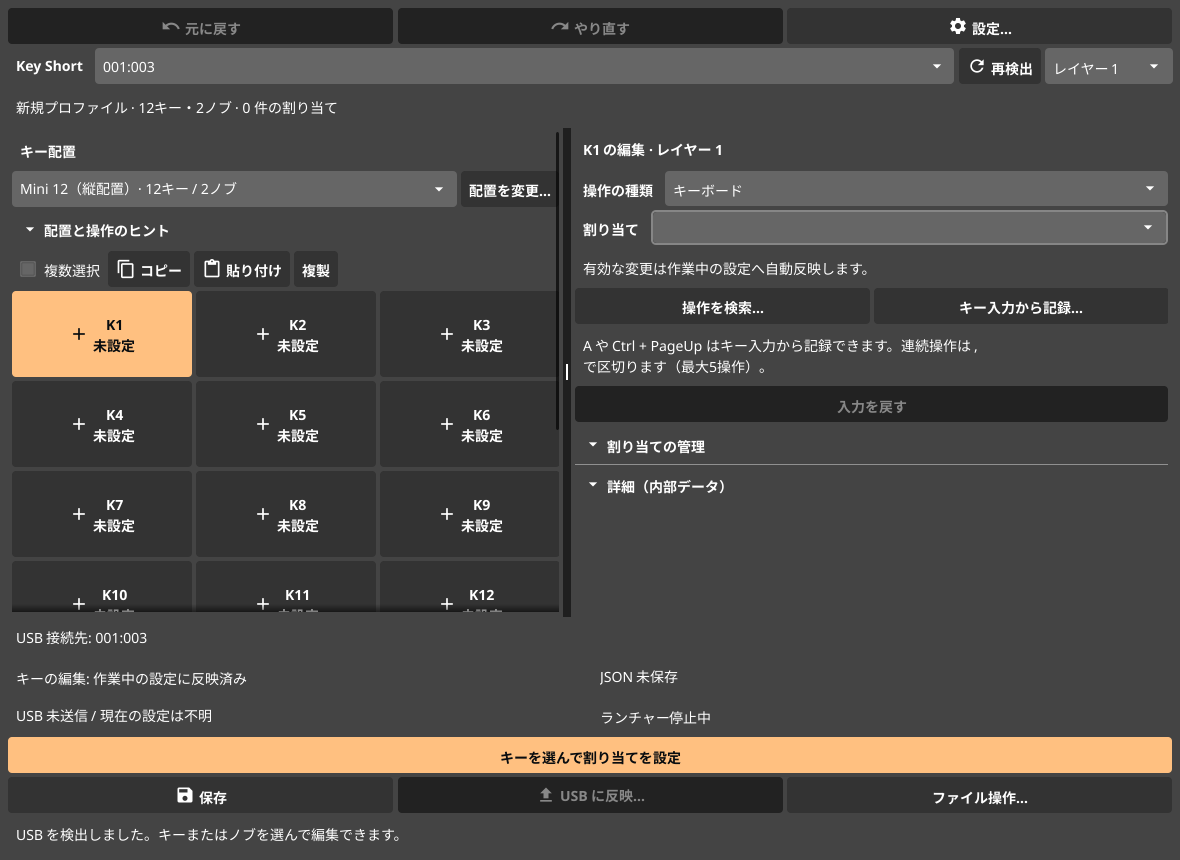 元に戻す
やり直す
設定...
Key Short
001:003
再検出
レイヤー 1
新規プロファイル · 12キー・2ノブ · 0 件の割り当て
キー配置
Mini 12（縦配置）· 12キー / 2ノブ
配置を変更...
配置と操作のヒント
複数選択
コピー
貼り付け
複製
K1
未設定
K2
未設定
K3
未設定
K4
未設定
K5
未設定
K6
未設定
K7
未設定
K8
未設定
K9
未設定
K10
K11
K12
K1 の編集 · レイヤー 1
操作の種類
キーボード
割り当て
有効な変更は作業中の設定へ自動反映します。
操作を検索...
キー入力から記録...
A や Ctrl + PageUp はキー入力から記録できます。連続操作は ,
で区切ります（最大5操作）。
入力を戻す
割り当ての管理
詳細（内部データ）
USB 接続先: 001:003
キーの編集: 作業中の設定に反映済み
JSON 未保存
USB 未送信 / 現在の設定は不明
ランチャー停止中
キーを選んで割り当てを設定
保存
USB に反映...
ファイル操作...
USB を検出しました。キーまたはノブを選んで編集できます。